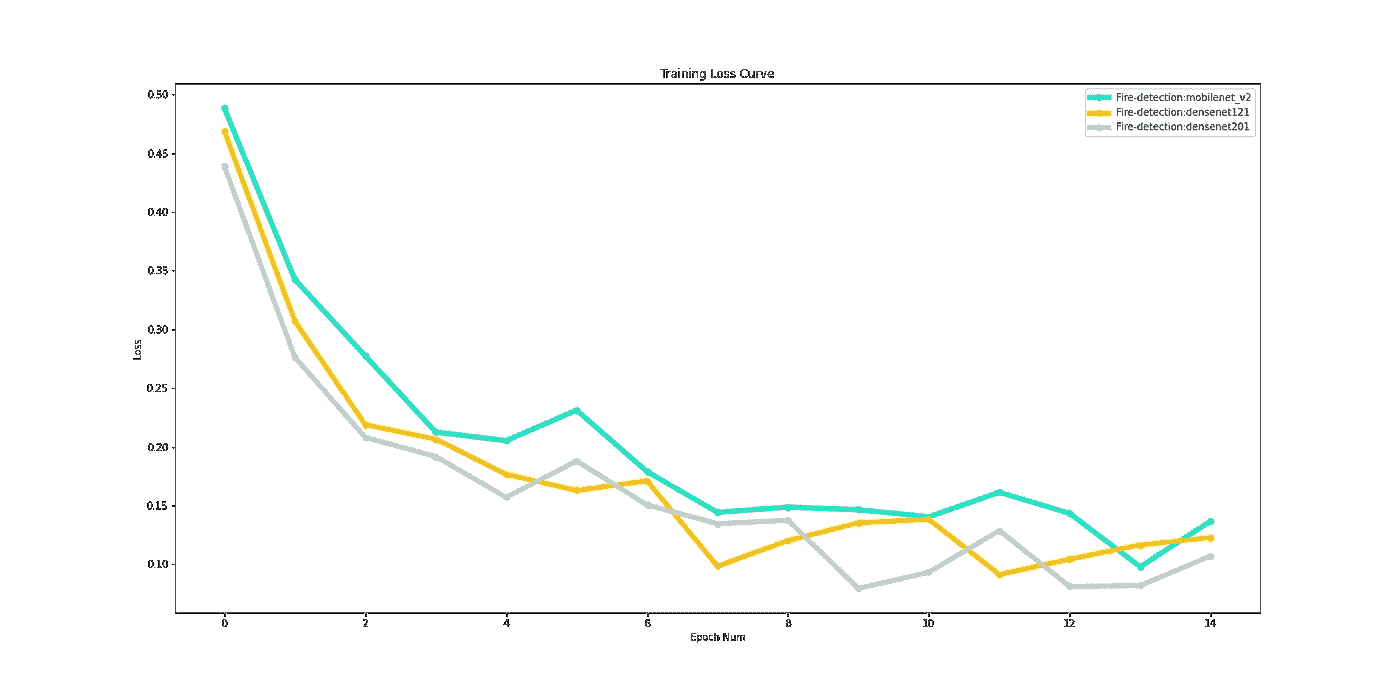 Training Loss Curve
Fire-detection:mobilenet_v2
Fire-detection:densenet121
Fire-detection:densenet201
Loss
0.50
0.45
0.40
0.35
0.30
0.25
0.20
0.15
0.10
0 2 4 6 8 10 12 14
Epoch Num